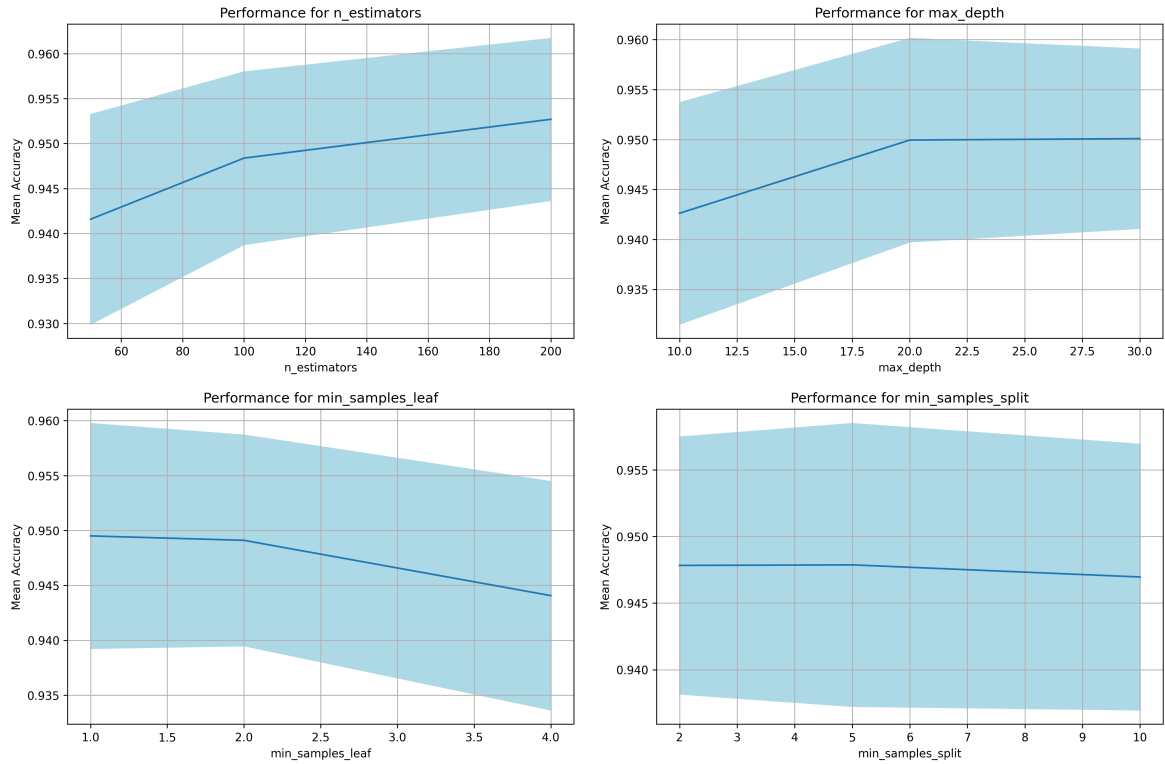 Performance for n_estimators
Mean Accuracy
0.960
0.955
0.950
0.945
0.940
0.935
0.930
60 80 100 120 140 160 180 200
n_estimators
Performance for max_depth
Mean Accuracy
0.960
0.955
0.950
0.945
0.940
0.935
10.0 12.5 15.0 17.5 20.0 22.5 25.0 27.5 30.0
max_depth
Performance for min_samples_leaf
Mean Accuracy
0.960
0.955
0.950
0.945
0.940
0.935
1.0 1.5 2.0 2.5 3.0 3.5 4.0
min_samples_leaf
Performance for min_samples_split
Mean Accuracy
0.955
0.950
0.945
0.940
2 3 4 5 6 7 8 9 10
min_samples_split